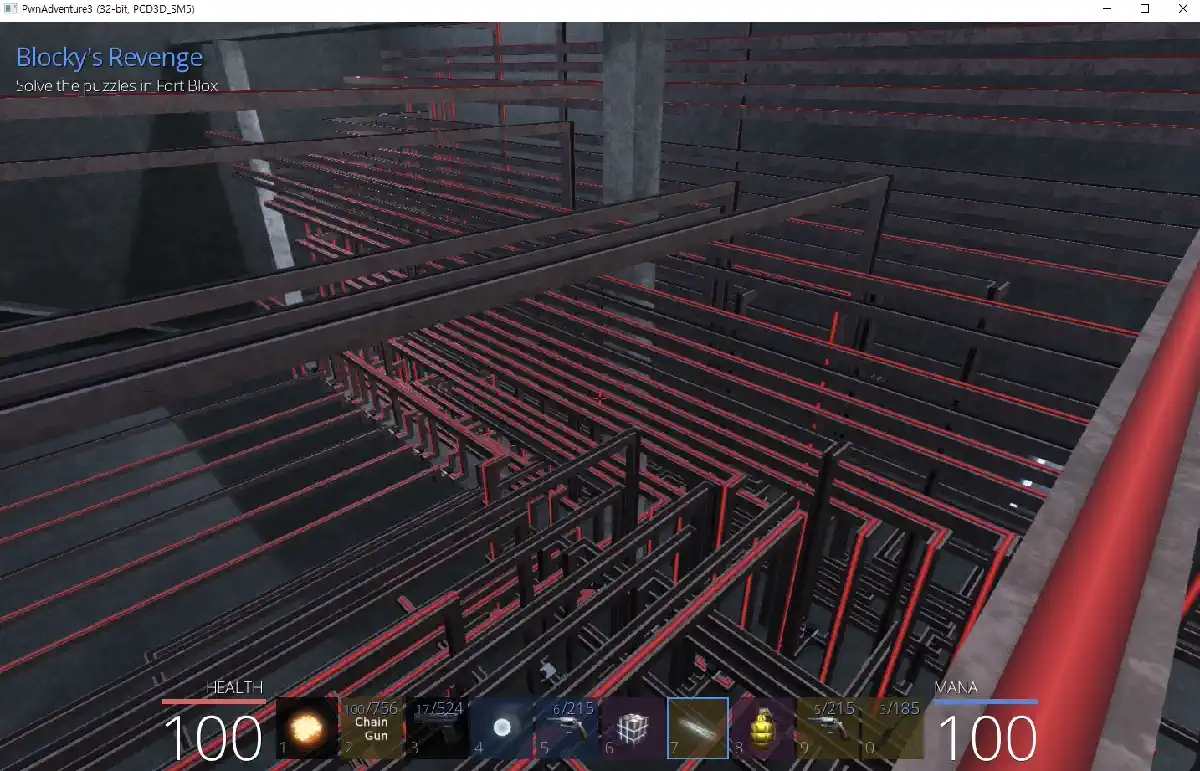 PwnAdventure3 (32-bit, PCD3D_SM5)
Blocky's Revenge
Solve the puzzles in Fort Blox
HEALTH
MANA
100
100/756
17/524
6/215
5/215
3/185
100
Chain
Gun
1
2
3
4
5
6
7
8
9
0